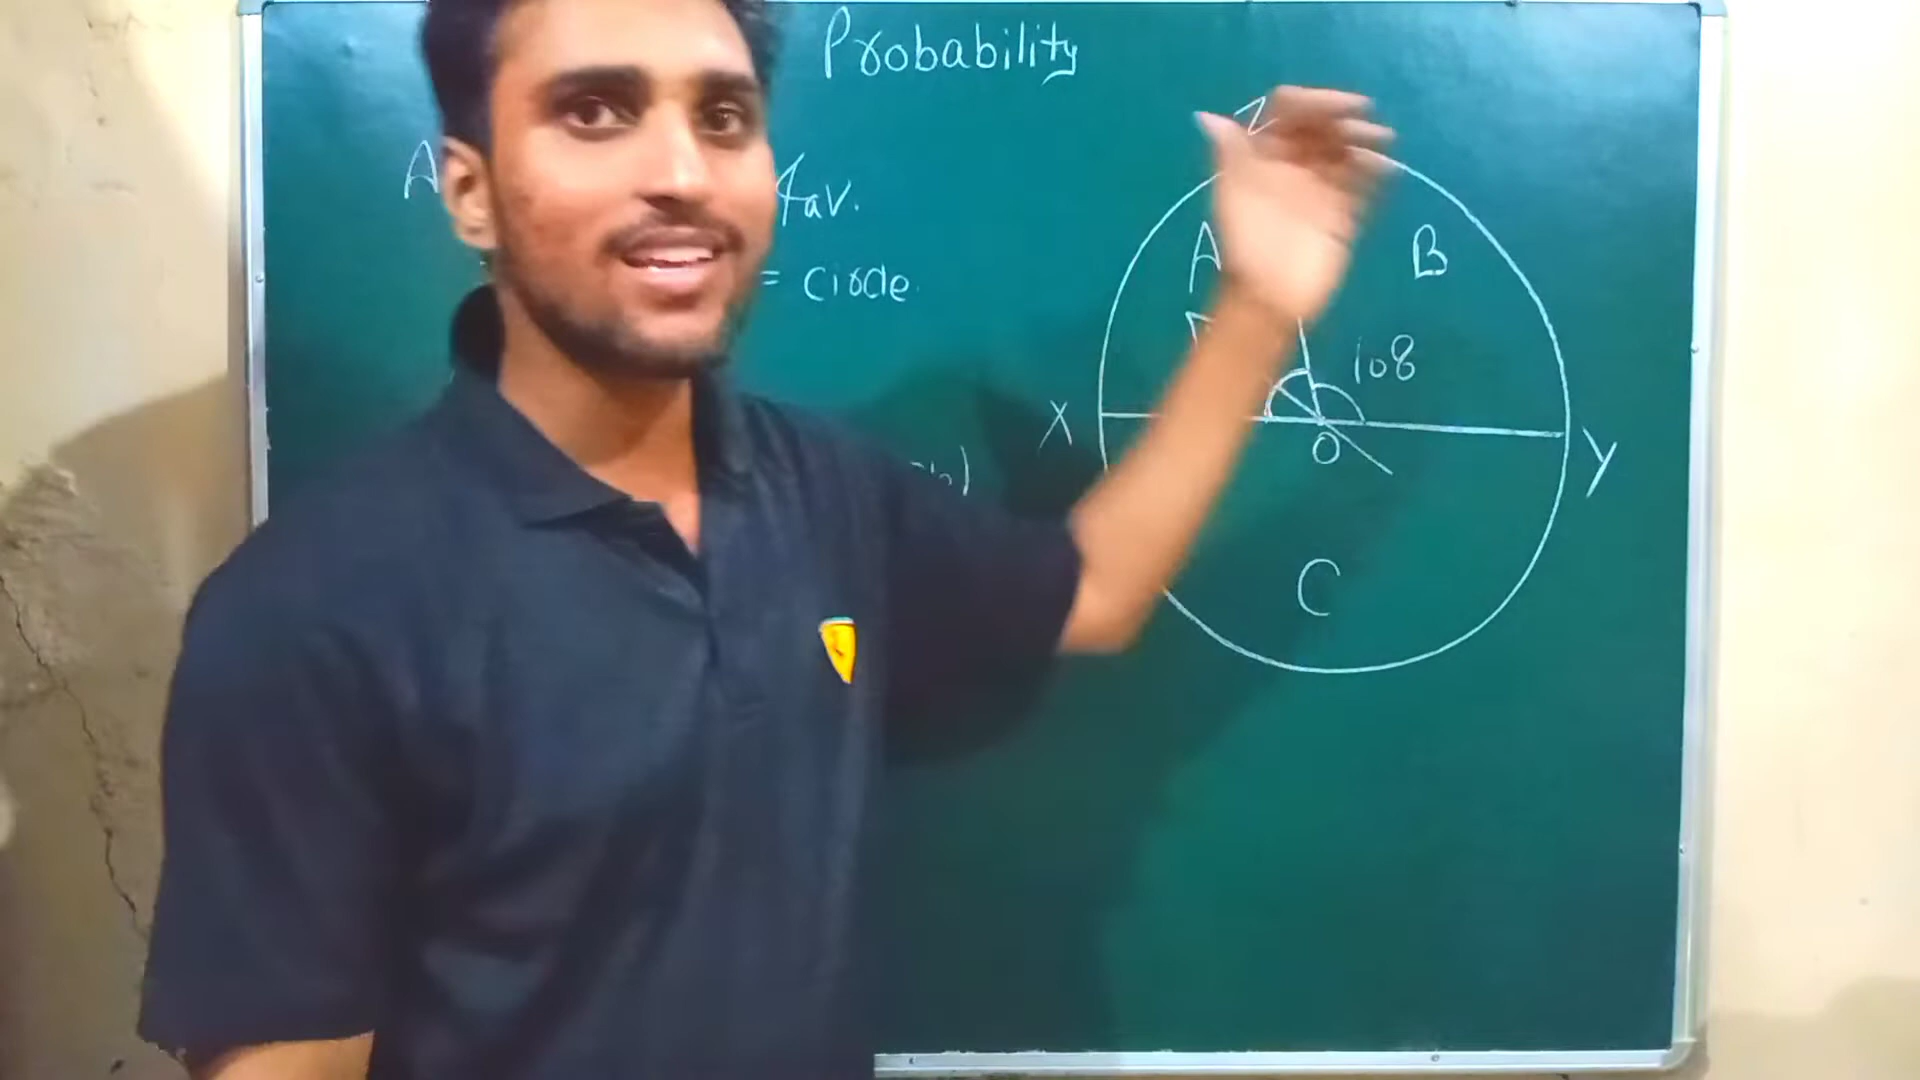 Probability
A
fav.
= circle.
Z
A
B
108
X
O
Y
C